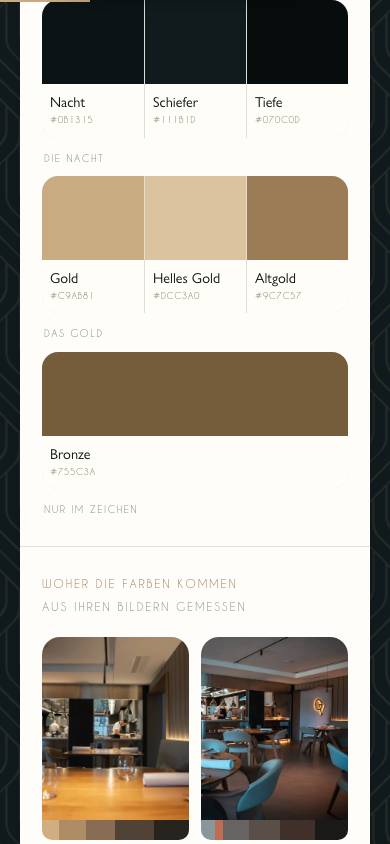 Nacht
#0B1315
Schiefer
#111B1D
Tiefe
#070C0D
DIE NACHT
Gold
#C9AB81
Helles Gold
#DCC3A0
Altgold
#9C7C57
DAS GOLD
Bronze
#755C3A
NUR IM ZEICHEN
WOHER DIE FARBEN KOMMEN
AUS IHREN BILDERN GEMESSEN